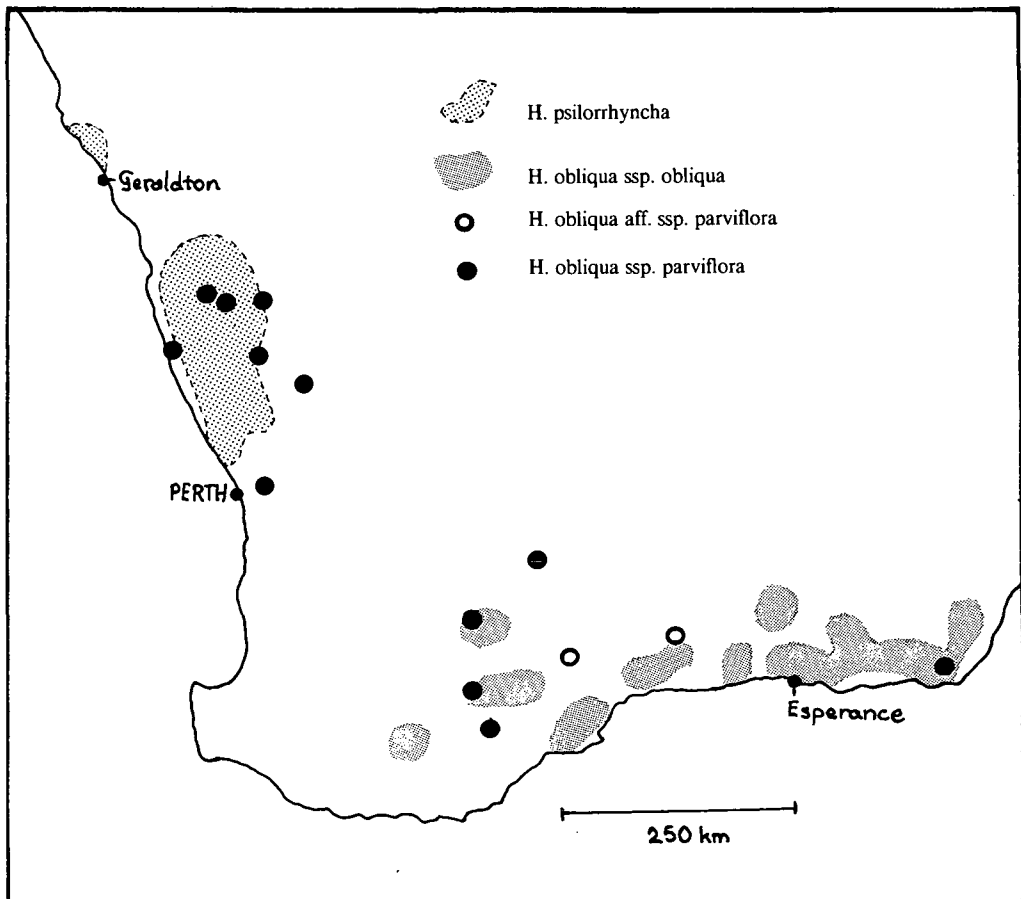 H. psilorrhyncha
H. obliqua ssp. obliqua
H. obliqua aff. ssp. parviflora
H. obliqua ssp. parviflora
Geraldton
PERTH
Esperance
250 km